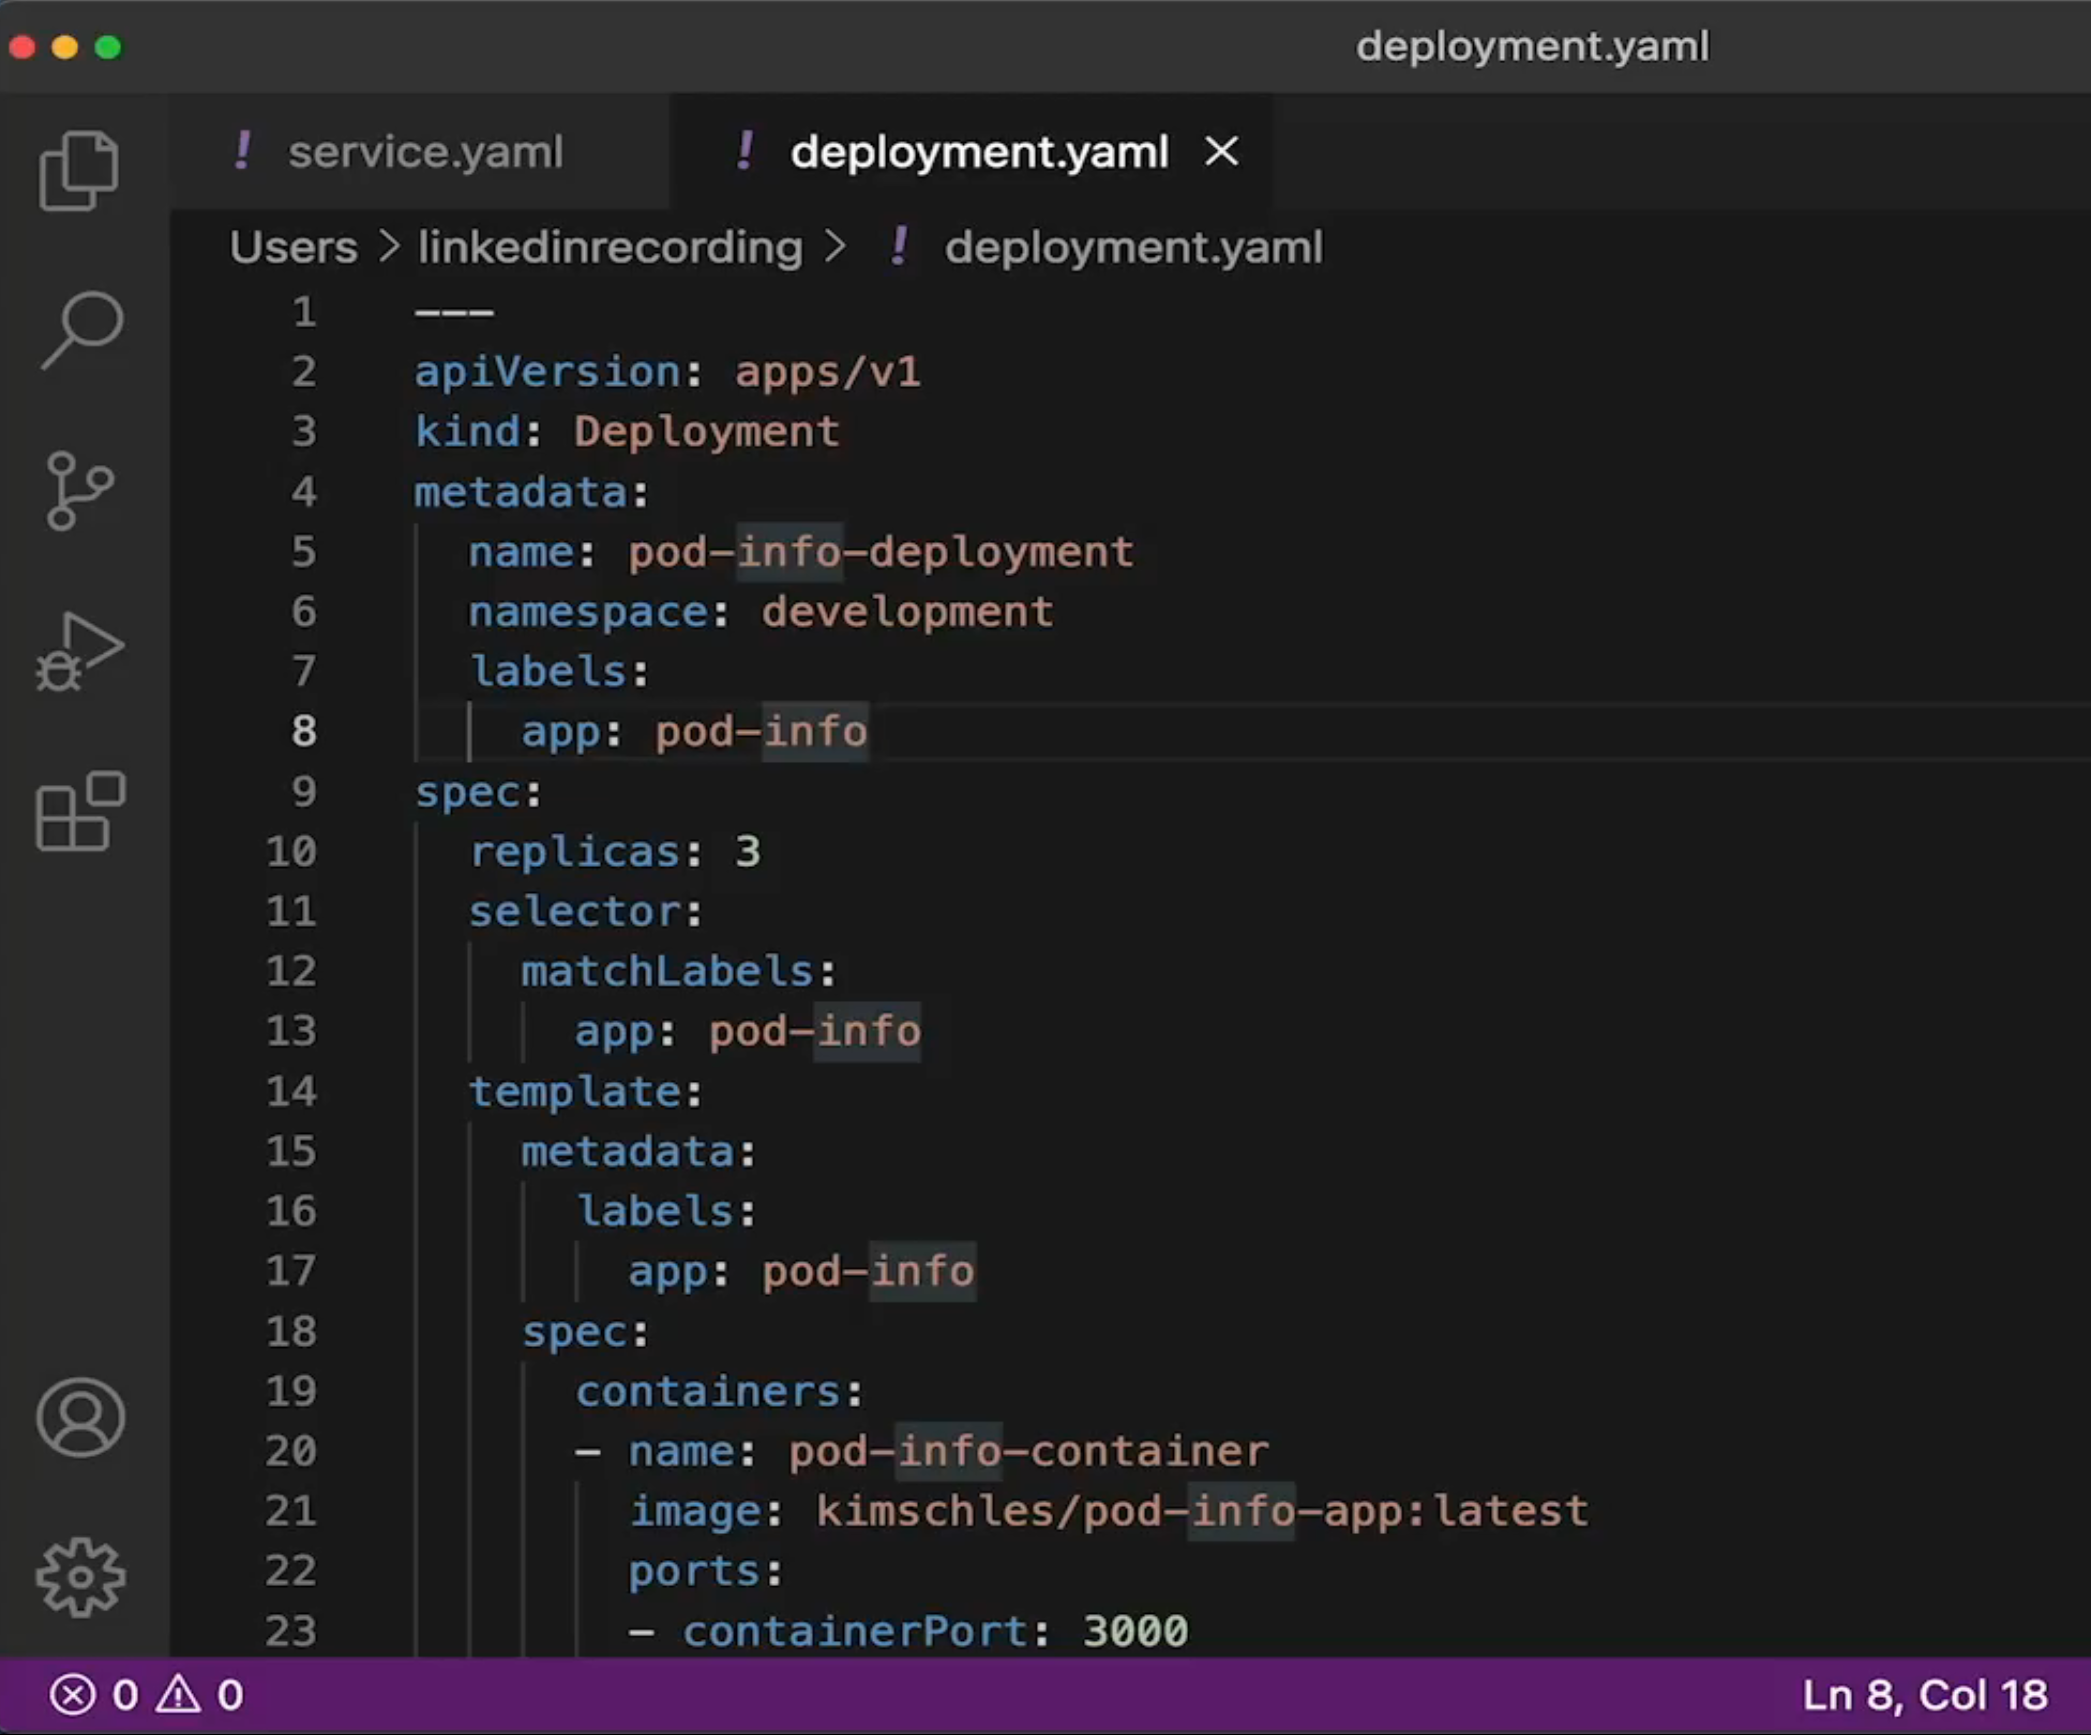 deployment.yaml
! service.yaml ! deployment.yaml ×
Users > linkedinrecording > ! deployment.yaml
1 ---
2 apiVersion: apps/v1
3 kind: Deployment
4 metadata:
5   name: pod-info-deployment
6   namespace: development
7   labels:
8     app: pod-info
9 spec:
10   replicas: 3
11   selector:
12     matchLabels:
13       app: pod-info
14   template:
15     metadata:
16       labels:
17         app: pod-info
18     spec:
19       containers:
20       - name: pod-info-container
21         image: kimschles/pod-info-app:latest
22         ports:
23         - containerPort: 3000
0 0 Ln 8, Col 18